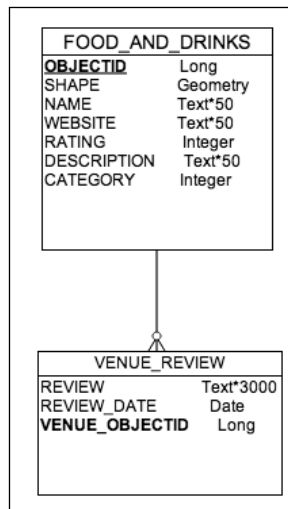 FOOD_AND_DRINKS
OBJECTID Long
SHAPE Geometry
NAME Text*50
WEBSITE Text*50
RATING Integer
DESCRIPTION Text*50
CATEGORY Integer
VENUE_REVIEW
REVIEW Text*3000
REVIEW_DATE Date
VENUE_OBJECTID Long